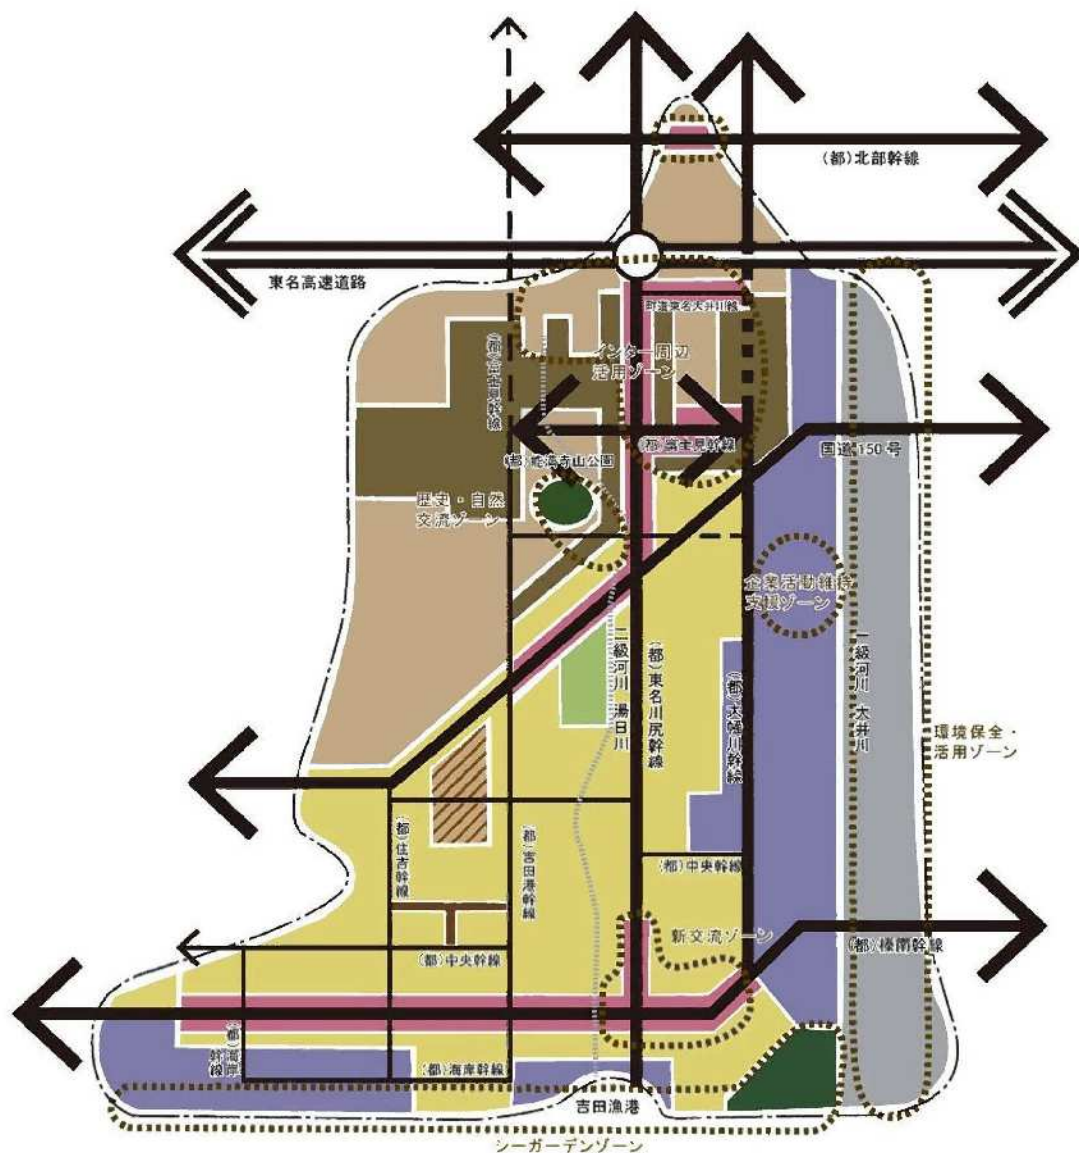 (都)北部幹線
東名高速道路
町道東名大井川線
(都)富士見幹線
インター周辺
活用ゾーン
(都)富士見幹線
国道150号
(都)能満寺山公園
歴史・自然
交流ゾーン
企業活動維持
支援ゾーン
二級河川 湯日川
(都)東名川尻幹線
(都)大幡川幹線
一級河川 大井川
環境保全・
活用ゾーン
(都)住吉幹線
(都)吉田港幹線
(都)中央幹線
新交流ゾーン
(都)中央幹線
(都)榛南幹線
(都)海岸
幹線
(都)海岸幹線
吉田漁港
シーガーデンゾーン